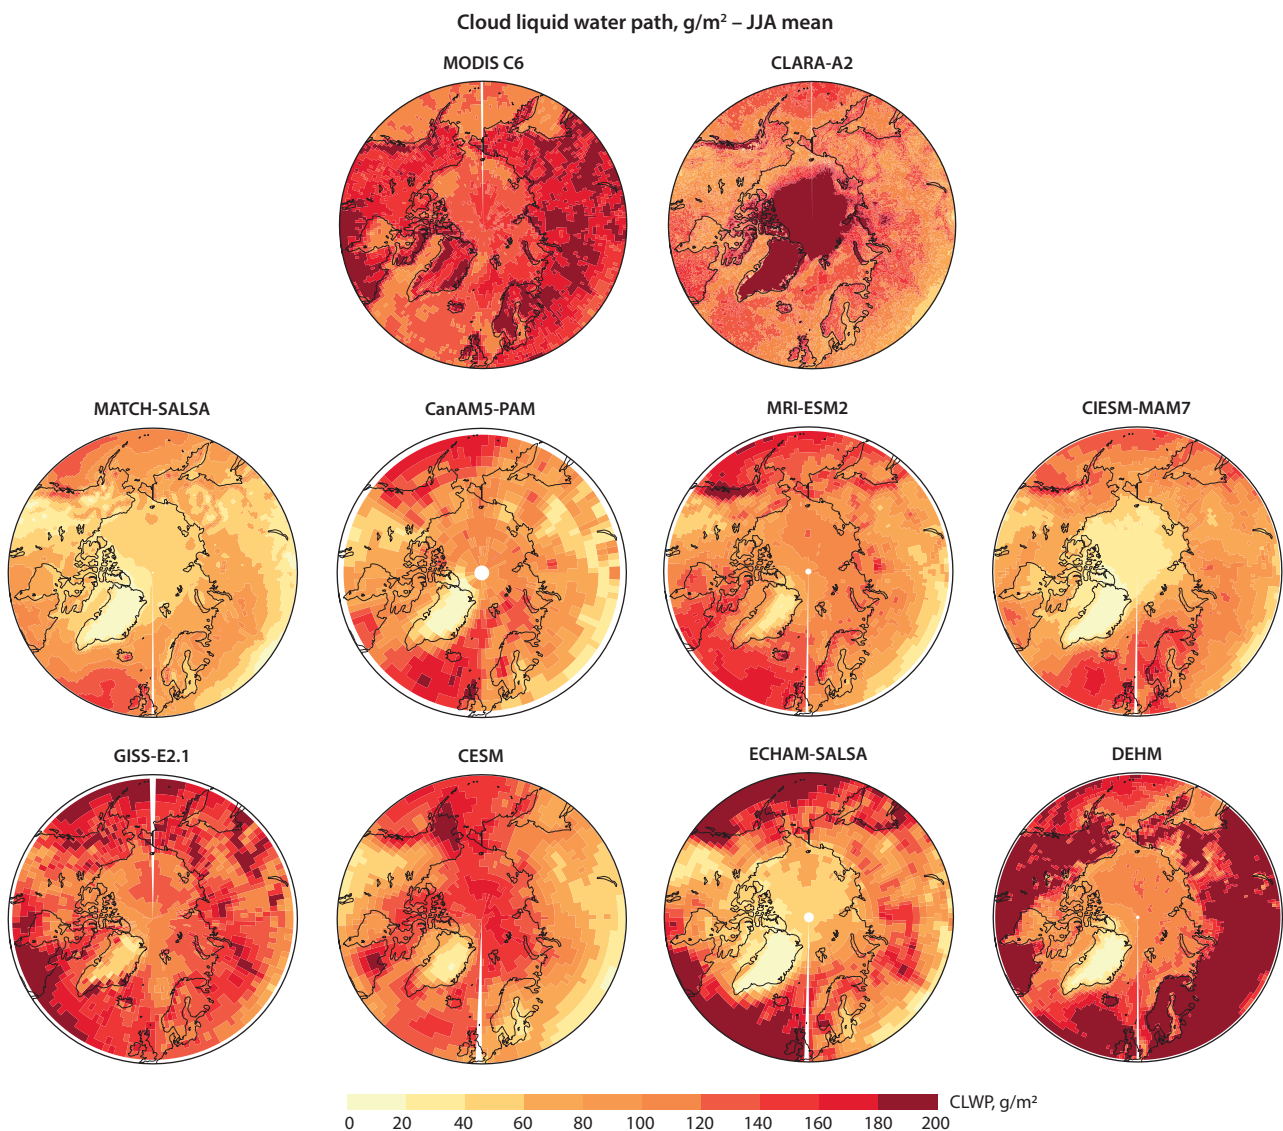 Cloud liquid water path, g/m² – JJA mean
MODIS C6
CLARA-A2
MATCH-SALSA
CanAM5-PAM
MRI-ESM2
CIESM-MAM7
GISS-E2.1
CESM
ECHAM-SALSA
DEHM
CLWP, g/m²
0 20 40 60 80 100 120 140 160 180 200